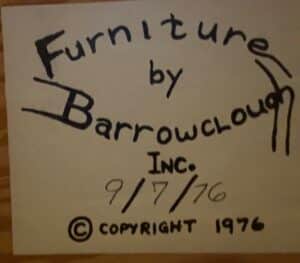 Furniture
by
Barrowclough
Inc.
9/7/76
© COPYRIGHT 1976